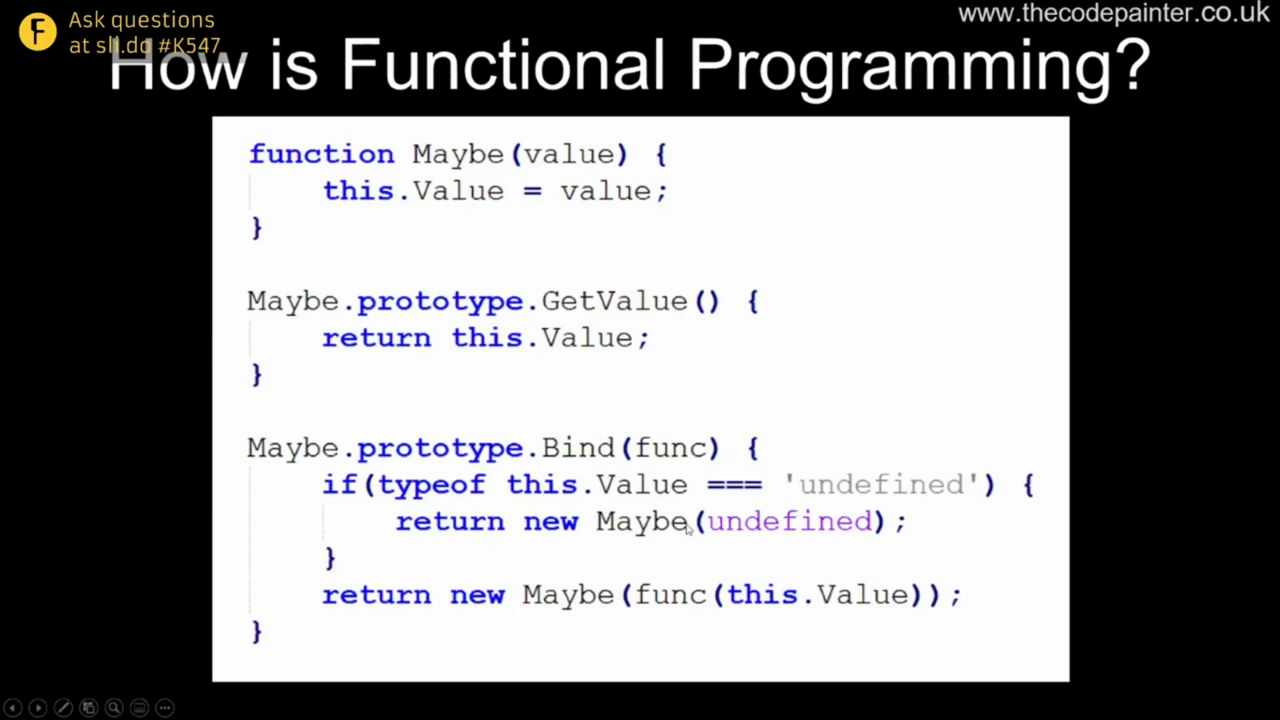 Ask questions
at sli.do #K547
www.thecodepainter.co.uk
How is Functional Programming?
function Maybe(value) {
    this.Value = value;
}
Maybe.prototype.GetValue() {
    return this.Value;
}
Maybe.prototype.Bind(func) {
    if(typeof this.Value === 'undefined') {
        return new Maybe(undefined);
    }
    return new Maybe(func(this.Value));
}